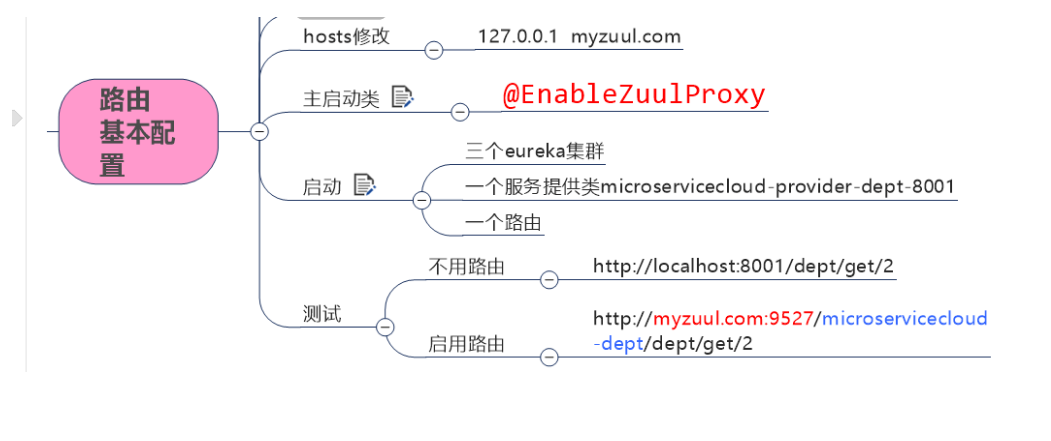 路由
基本配
置
hosts修改
127.0.0.1 myzuul.com
主启动类
@EnableZuulProxy
启动
三个eureka集群
一个服务提供类microservicecloud-provider-dept-8001
一个路由
测试
不用路由
http://localhost:8001/dept/get/2
启用路由
http://myzuul.com:9527/microservicecloud
-dept/dept/get/2